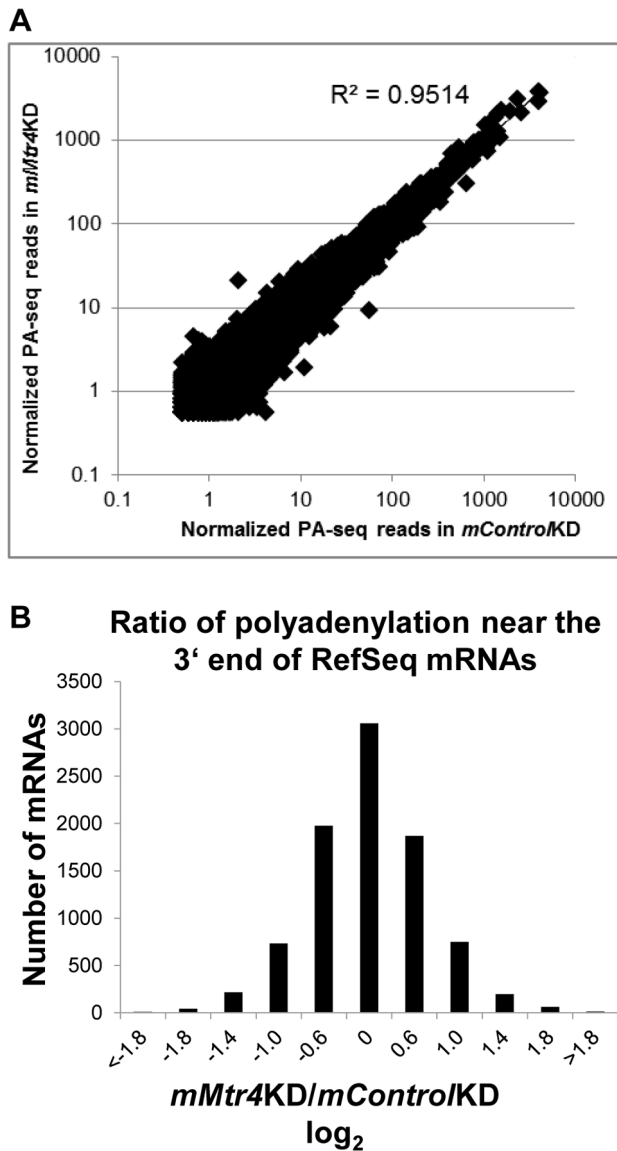 A
10000
1000
100
10
1
0.1
Normalized PA-seq reads in mMtr4KD
R² = 0.9514
0.1 1 10 100 1000 10000
Normalized PA-seq reads in mControlKD
B
Ratio of polyadenylation near the
3‘ end of RefSeq mRNAs
3500
3000
2500
2000
1500
1000
500
0
Number of mRNAs
<-1.8 -1.8 -1.4 -1.0 -0.6 0 0.6 1.0 1.4 1.8 >1.8
mMtr4KD/mControlKD
log₂